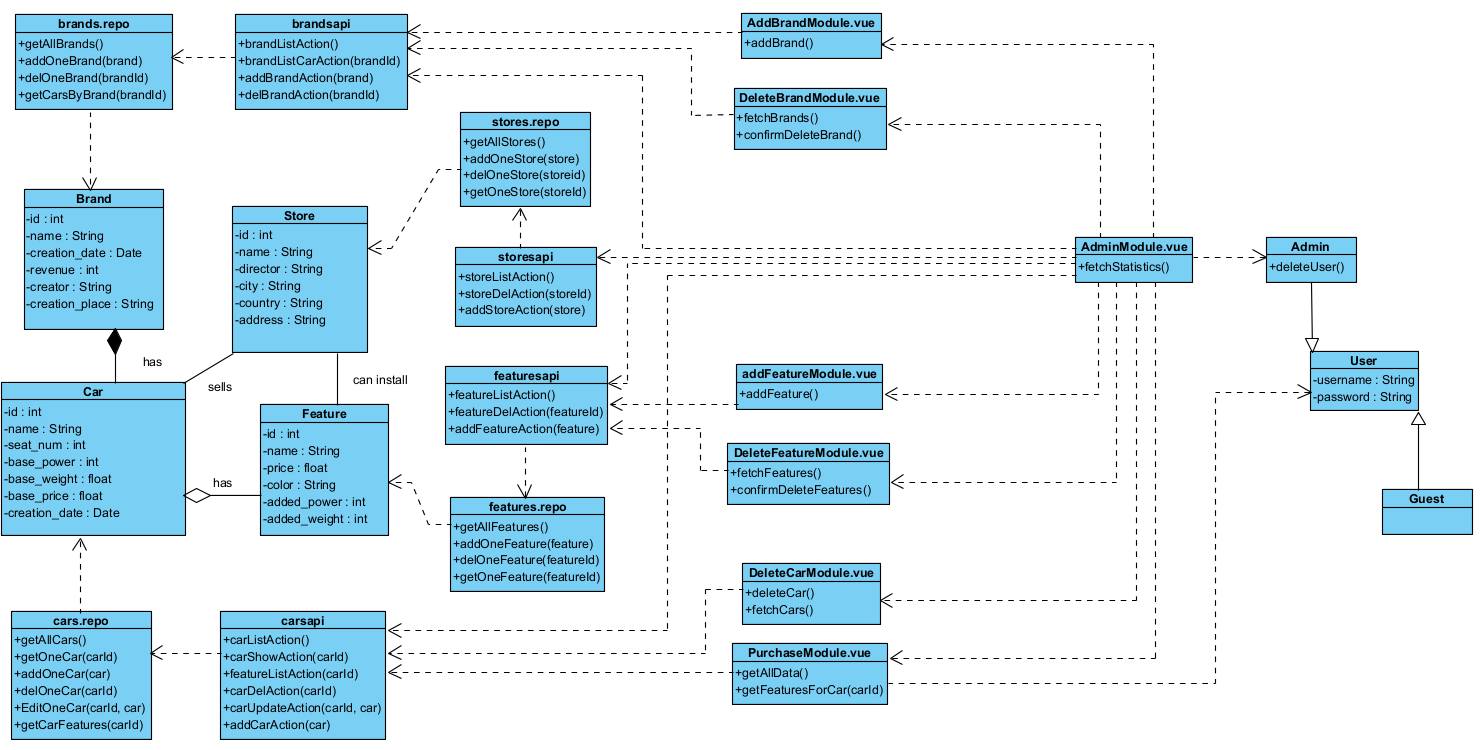 brands.repo
+getAllBrands()
+addOneBrand(brand)
+delOneBrand(brandId)
+getCarsByBrand(brandId)
brandsapi
+brandListAction()
+brandListCarAction(brandId)
+addBrandAction(brand)
+delBrandAction(brandId)
AddBrandModule.vue
+addBrand()
DeleteBrandModule.vue
+fetchBrands()
+confirmDeleteBrand()
stores.repo
+getAllStores()
+addOneStore(store)
+delOneStore(storeid)
+getOneStore(storeId)
Brand
-id : int
-name : String
-creation_date : Date
-revenue : int
-creator : String
-creation_place : String
Store
-id : int
-name : String
-director : String
-city : String
-country : String
-address : String
storesapi
+storeListAction()
+storeDelAction(storeId)
+addStoreAction(store)
AdminModule.vue
+fetchStatistics()
Admin
+deleteUser()
has
sells
can install
User
-username : String
-password : String
Car
-id : int
-name : String
-seat_num : int
-base_power : int
-base_weight : float
-base_price : float
-creation_date : Date
has
Feature
-id : int
-name : String
-price : float
-color : String
-added_power : int
-added_weight : int
featuresapi
+featureListAction()
+featureDelAction(featureId)
+addFeatureAction(feature)
addFeatureModule.vue
+addFeature()
DeleteFeatureModule.vue
+fetchFeatures()
+confirmDeleteFeatures()
Guest
features.repo
+getAllFeatures()
+addOneFeature(feature)
+delOneFeature(featureId)
+getOneFeature(featureId)
DeleteCarModule.vue
+deleteCar()
+fetchCars()
cars.repo
+getAllCars()
+getOneCar(carId)
+addOneCar(car)
+delOneCar(carId)
+EditOneCar(carId, car)
+getCarFeatures(carId)
carsapi
+carListAction()
+carShowAction(carId)
+featureListAction(carId)
+carDelAction(carId)
+carUpdateAction(carId, car)
+addCarAction(car)
PurchaseModule.vue
+getAllData()
+getFeaturesForCar(carId)